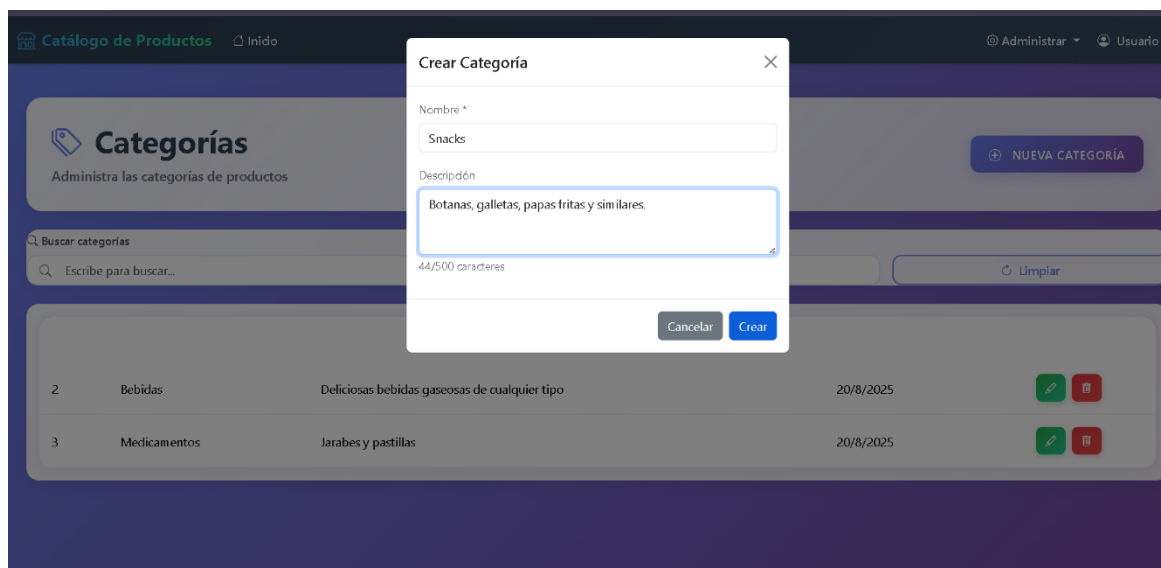 Catálogo de Productos Inicio Administrar Usuario
Crear Categoría
Nombre *
Snacks
Categorías
Administra las categorías de productos
NUEVA CATEGORÍA
Descripción
Botanas, galletas, papas fritas y similares.
44/500 caracteres
Buscar categorías
Escribe para buscar...
Limpiar
Cancelar Crear
2 Bebidas Deliciosas bebidas gaseosas de cualquier tipo 20/8/2025
3 Medicamentos Jarabes y pastillas 20/8/2025